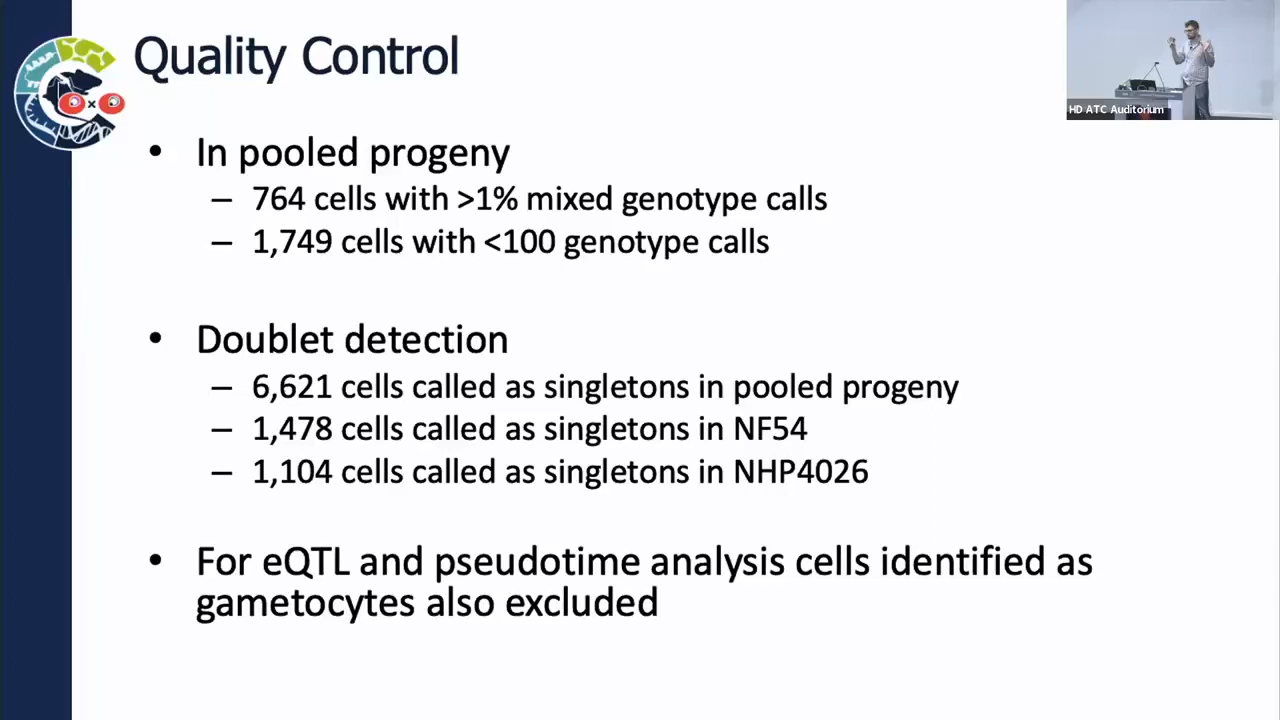 Quality Control
HD ATC Auditorium
• In pooled progeny
– 764 cells with >1% mixed genotype calls
– 1,749 cells with <100 genotype calls
• Doublet detection
– 6,621 cells called as singletons in pooled progeny
– 1,478 cells called as singletons in NF54
– 1,104 cells called as singletons in NHP4026
• For eQTL and pseudotime analysis cells identified as
gametocytes also excluded